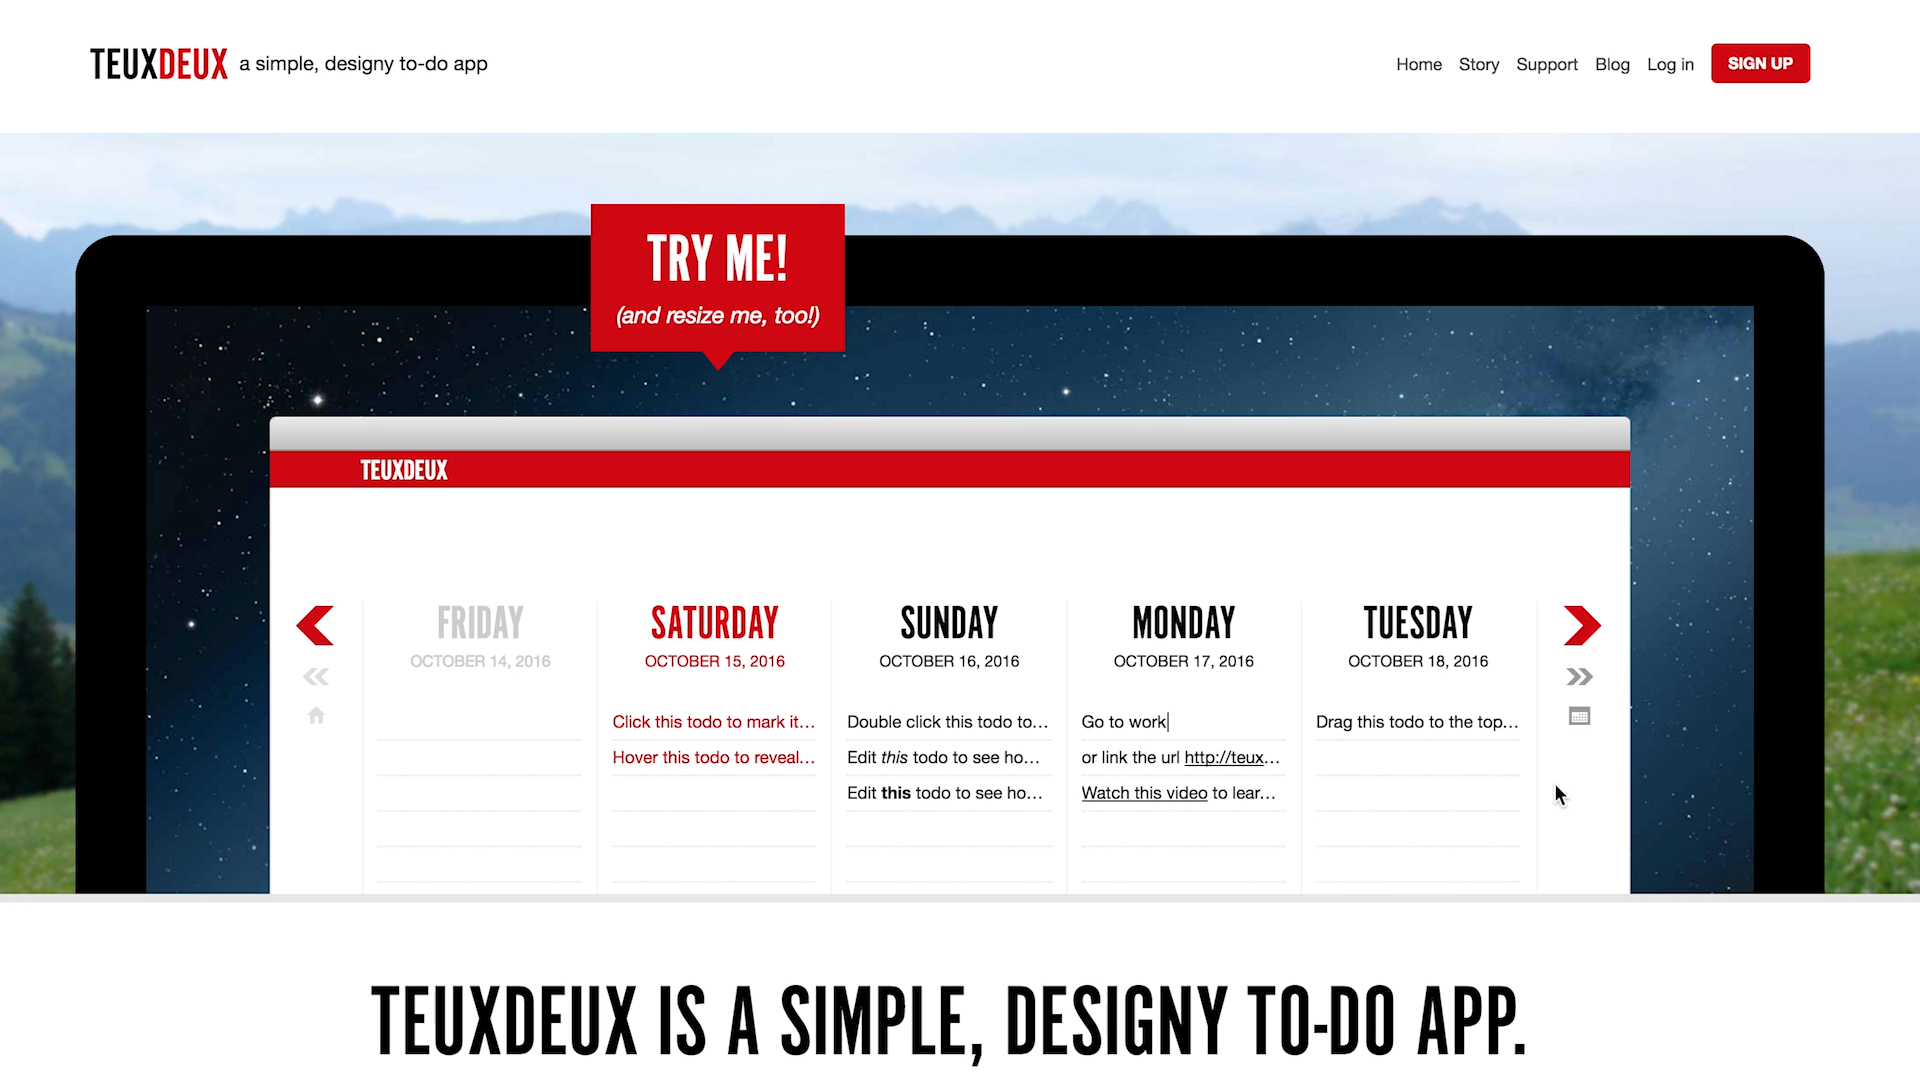 TEUXDEUX a simple, designy to-do app
Home Story Support Blog Log in SIGN UP
TRY ME!
(and resize me, too!)
TEUXDEUX
FRIDAY
OCTOBER 14, 2016
SATURDAY
OCTOBER 15, 2016
Click this todo to mark it…
Hover this todo to reveal…
SUNDAY
OCTOBER 16, 2016
Double click this todo to…
Edit this todo to see ho…
Edit this todo to see ho…
MONDAY
OCTOBER 17, 2016
Go to work
or link the url http://teux…
Watch this video to lear…
TUESDAY
OCTOBER 18, 2016
Drag this todo to the top…
TEUXDEUX IS A SIMPLE, DESIGNY TO-DO APP.